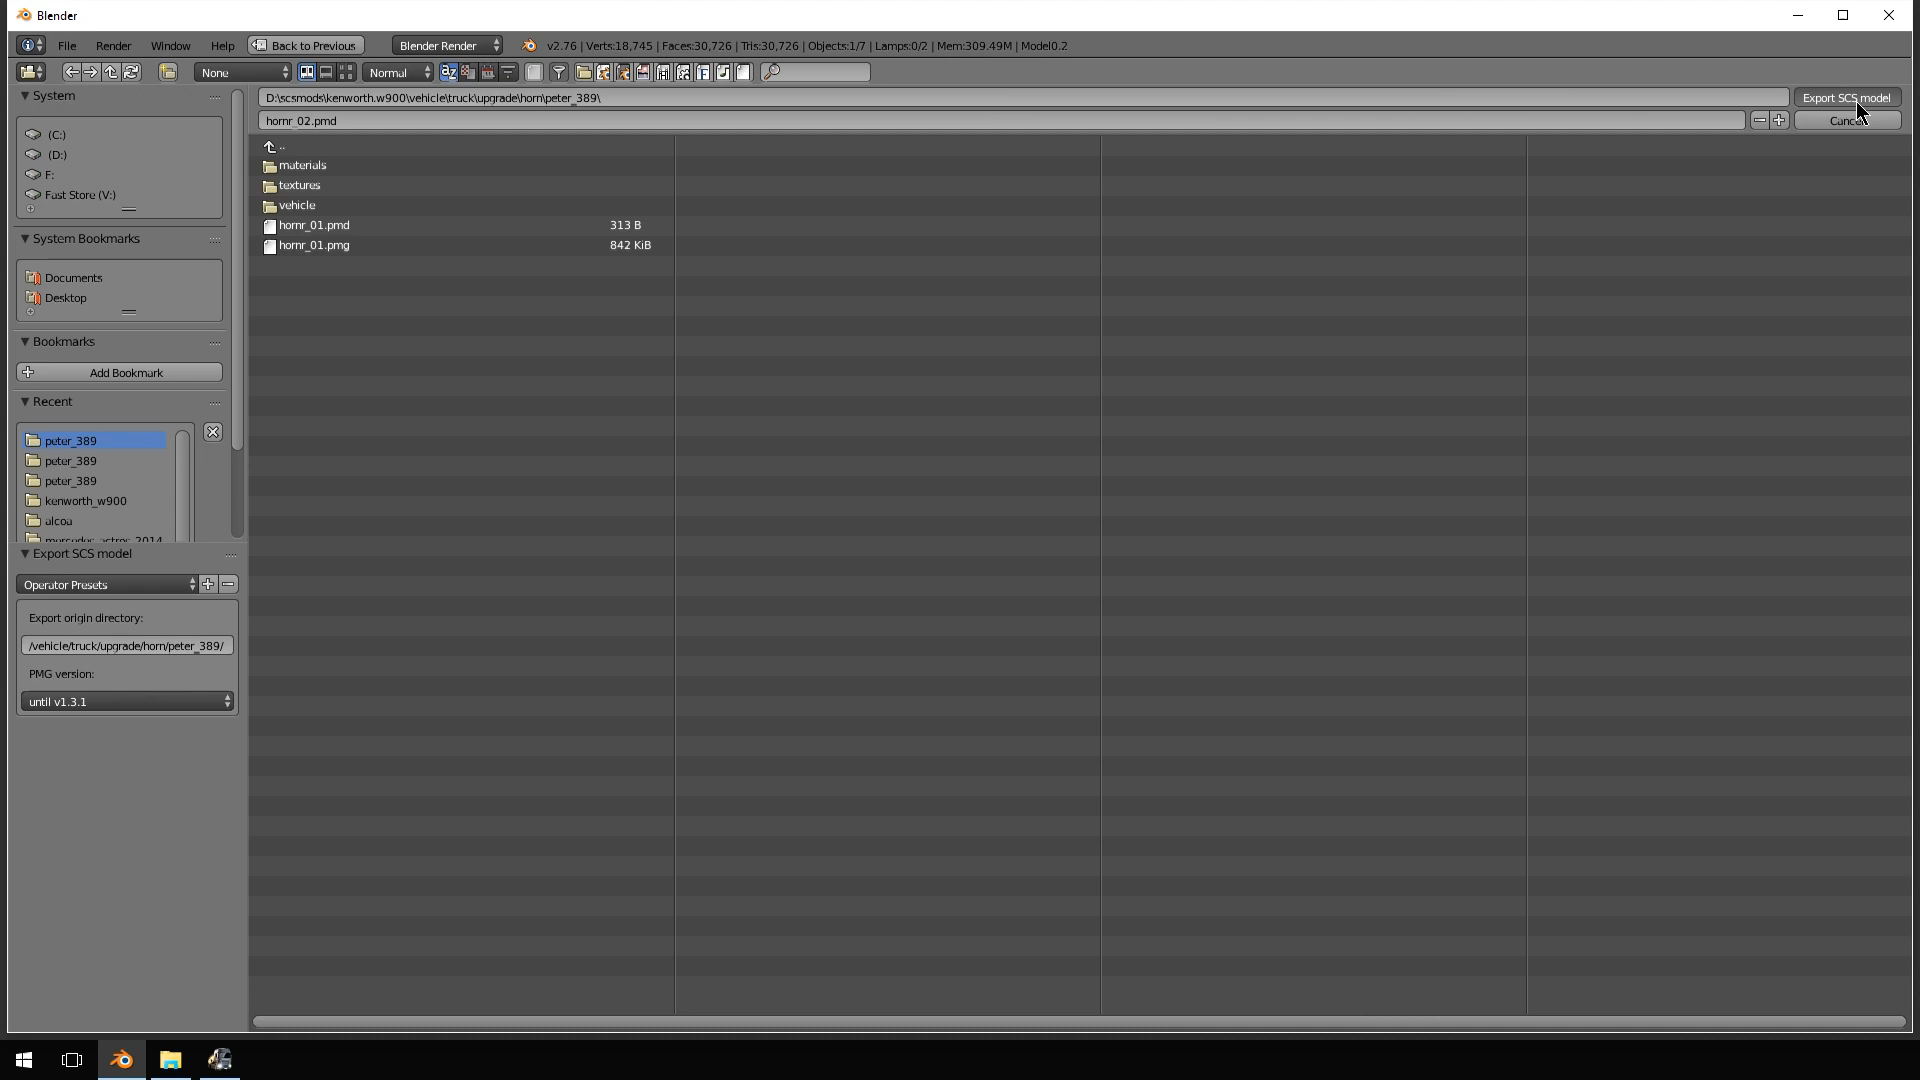 Blender
File Render Window Help Back to Previous Blender Render v2.76 | Verts:18,745 | Faces:30,726 | Tris:30,726 | Objects:1/7 | Lamps:0/2 | Mem:309.49M | Model0.2
None Normal
System
(C:)
(D:)
F:
Fast Store (V:)
System Bookmarks
Documents
Desktop
Bookmarks
Add Bookmark
Recent
peter_389
peter_389
peter_389
kenworth_w900
alcoa
mercedes_actros_2014
Export SCS model
Operator Presets
Export origin directory:
/vehicle/truck/upgrade/horn/peter_389/
PMG version:
until v1.3.1
D:\scsmods\kenworth.w900\vehicle\truck\upgrade\horn\peter_389\
Export SCS model
hornr_02.pmd
Cancel
..
materials
textures
vehicle
hornr_01.pmd 313 B
hornr_01.pmg 842 KiB